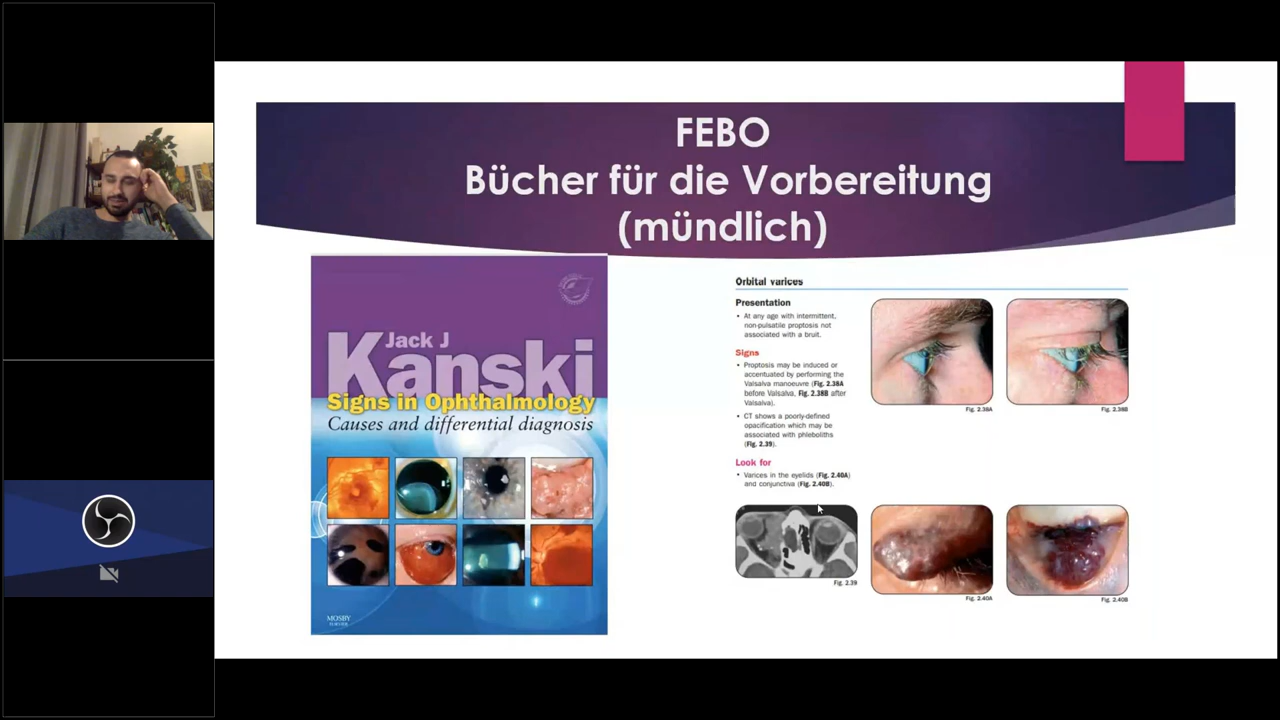 FEBO
Bücher für die Vorbereitung
(mündlich)
Jack J
Kanski
Signs in Ophthalmology
Causes and differential diagnosis
MOSBY
Orbital varices
Presentation
• At any age with intermittent,
non-pulsatile proptosis not
associated with a bruit.
Signs
• Proptosis may be induced or
accentuated by performing the
Valsalva manoeuvre (Fig. 2.38A
before Valsalva, Fig. 2.38B after
Valsalva).
• CT shows a poorly-defined
opacification which may be
associated with phleboliths
(Fig. 2.39).
Look for
• Varices in the eyelids (Fig. 2.40A)
and conjunctiva (Fig. 2.40B).
Fig. 2.38A
Fig. 2.38B
Fig. 2.39
Fig. 2.40A
Fig. 2.40B